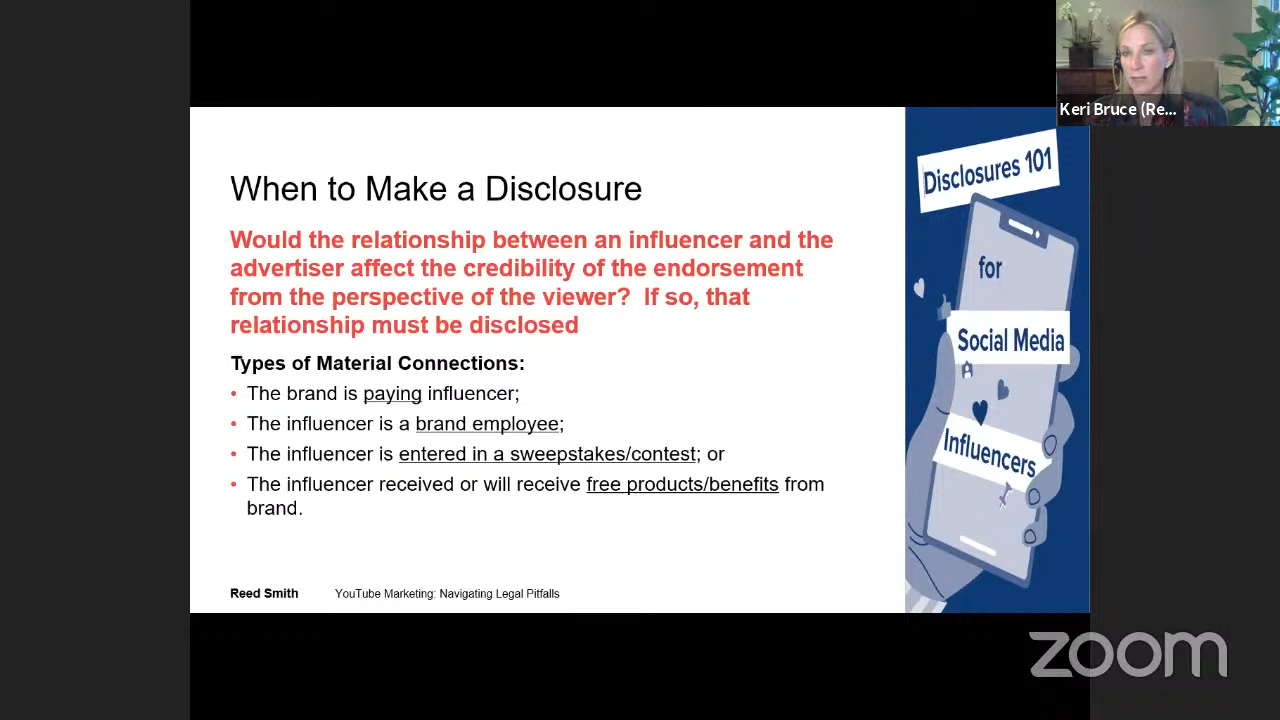 Keri Bruce (Re...
When to Make a Disclosure
Would the relationship between an influencer and the
advertiser affect the credibility of the endorsement
from the perspective of the viewer?  If so, that
relationship must be disclosed
Types of Material Connections:
• The brand is paying influencer;
• The influencer is a brand employee;
• The influencer is entered in a sweepstakes/contest; or
• The influencer received or will receive free products/benefits from
brand.
Reed Smith
YouTube Marketing: Navigating Legal Pitfalls
Disclosures 101
for
Social Media
Influencers
zoom